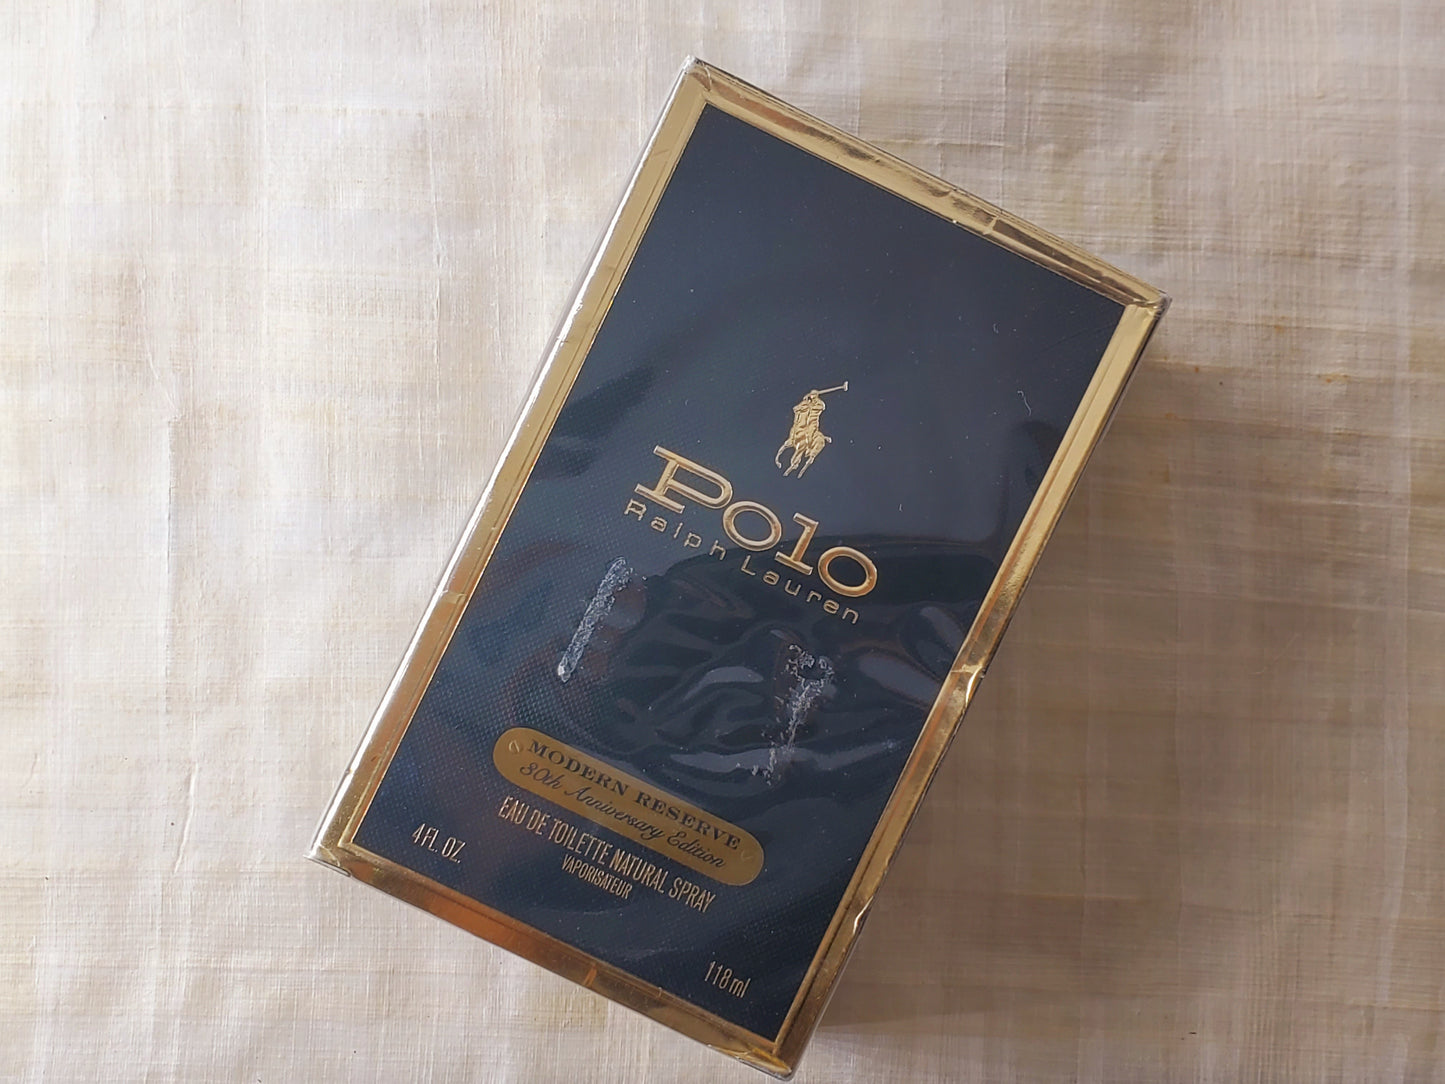 Polo
Ralph Lauren
MODERN RESERVE
30th Anniversary Edition
EAU DE TOILETTE NATURAL SPRAY
VAPORISATEUR
4 FL. OZ.
118 ml